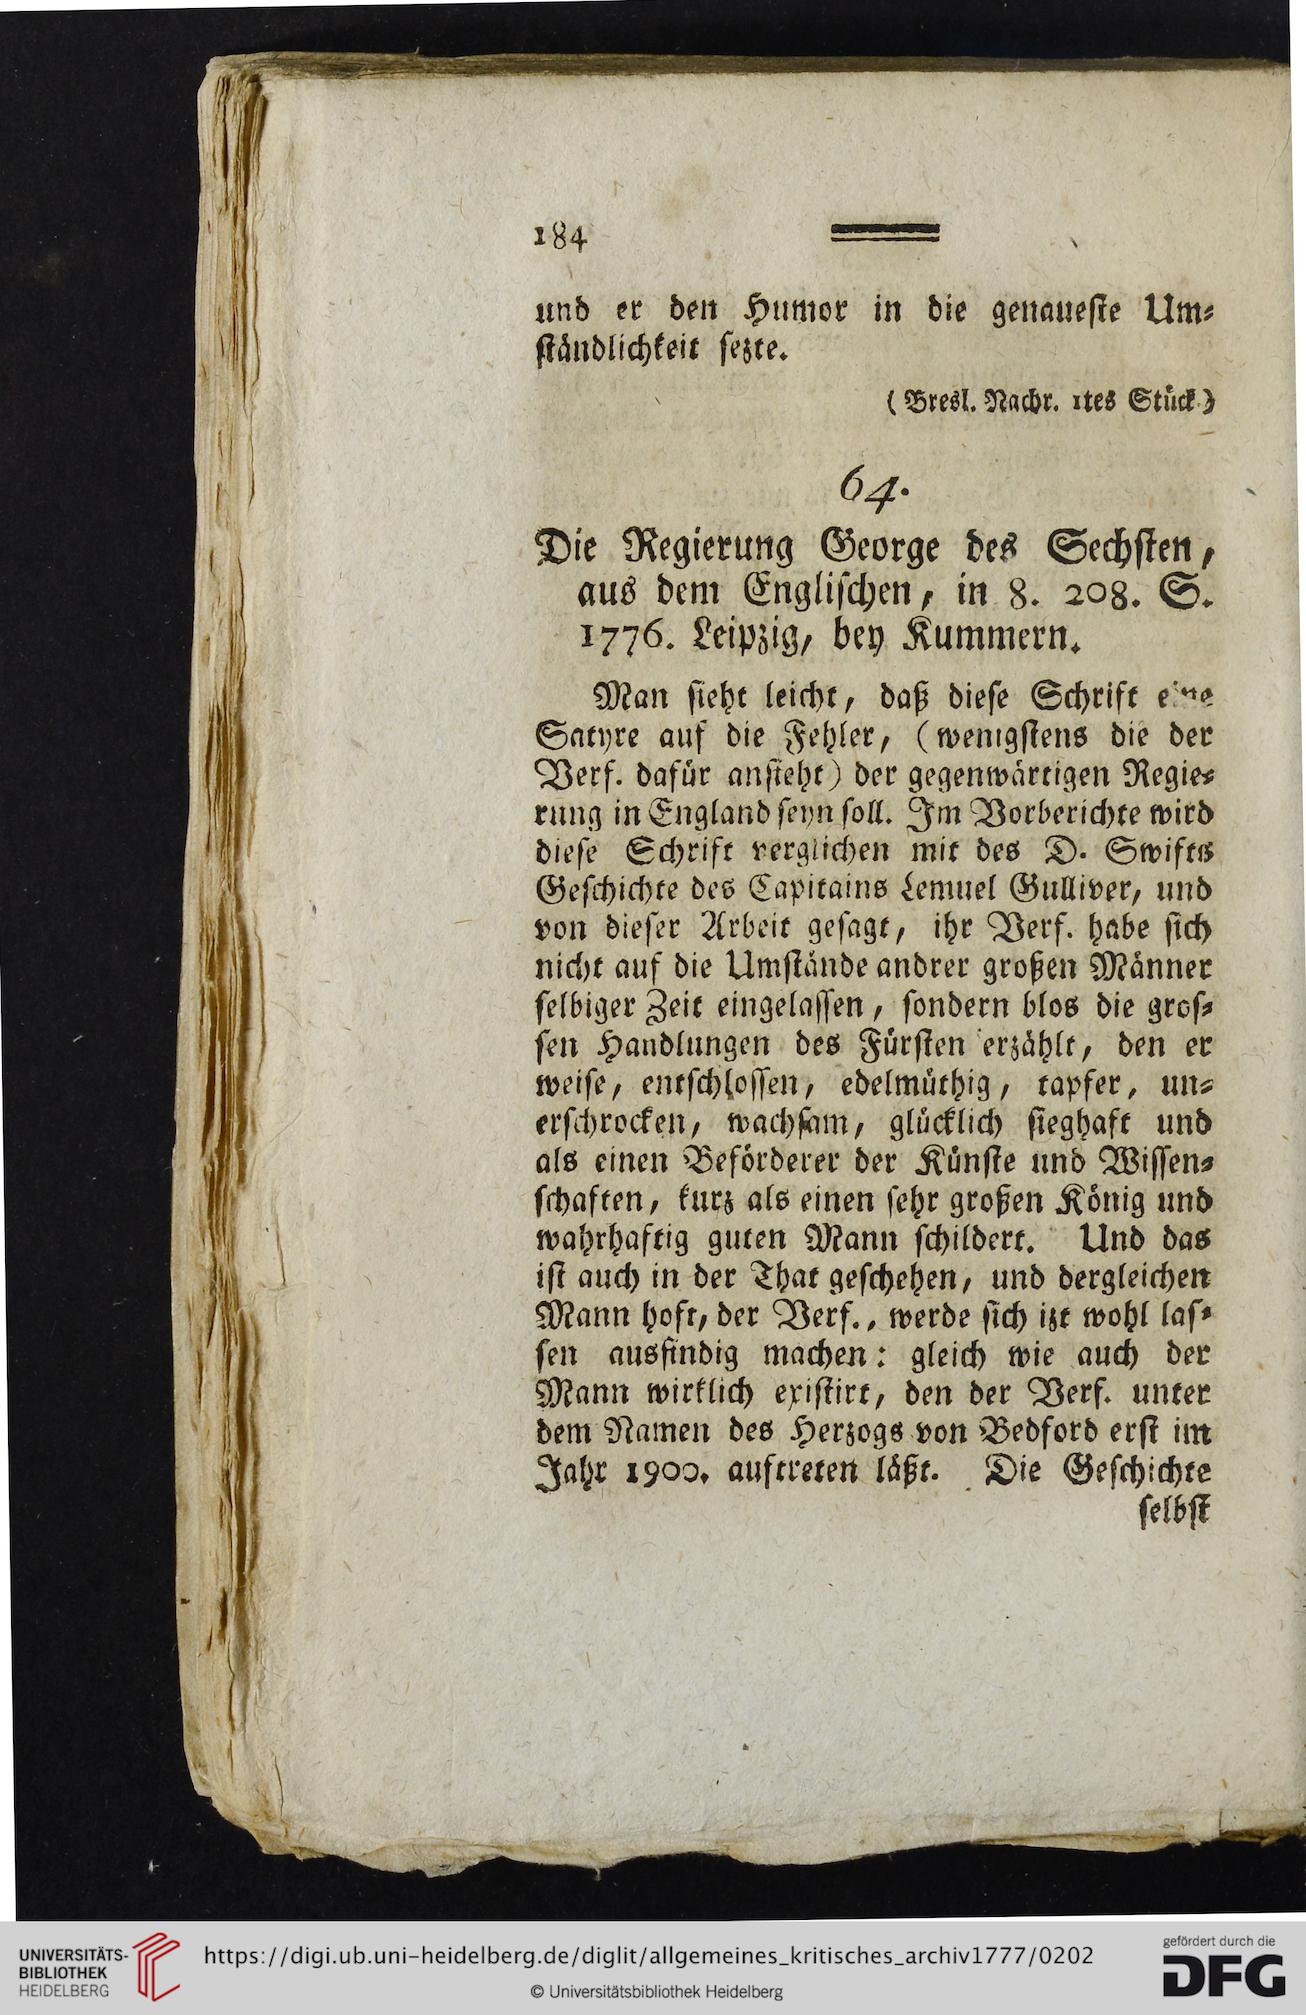 184
und er den Humor in die genaueste Um⸗
ständlichkeit sezte.
(Bresl. Nachr. 1tes Stück)
64.
Die Regierung George des Sechsten,
aus dem Englischen, in 8. 208. S.
1776. Leipzig, bey Kummern.
Man sieht leicht, daß diese Schrift eine
Satyre auf die Fehler, (wenigstens die der
Verf. dafür ansieht) der gegenwärtigen Regie⸗
rung in England seyn soll. Im Vorberichte wird
diese Schrift verglichen mit des D. Swifts
Geschichte des Capitains Lemuel Gulliver, und
von dieser Arbeit gesagt, ihr Verf. habe sich
nicht auf die Umstände andrer großen Männer
selbiger Zeit eingelassen, sondern blos die gros⸗
sen Handlungen des Fürsten erzählt, den er
weise, entschlossen, edelmüthig, tapfer, un⸗
erschrocken, wachsam, glücklich sieghaft und
als einen Beförderer der Künste und Wissen⸗
schaften, kurz als einen sehr großen König und
wahrhaftig guten Mann schildert. Und das
ist auch in der That geschehen, und dergleichen
Mann hoft, der Verf., werde sich izt wohl las⸗
sen ausfindig machen: gleich wie auch der
Mann wirklich existirt, den der Verf. unter
dem Namen des Herzogs von Bedford erst im
Jahr 1900. auftreten läßt. Die Geschichte
selbst
UNIVERSITÄTS-
BIBLIOTHEK
HEIDELBERG
https://digi.ub.uni-heidelberg.de/diglit/allgemeines_kritisches_archiv1777/0202
© Universitätsbibliothek Heidelberg
gefördert durch die
DFG